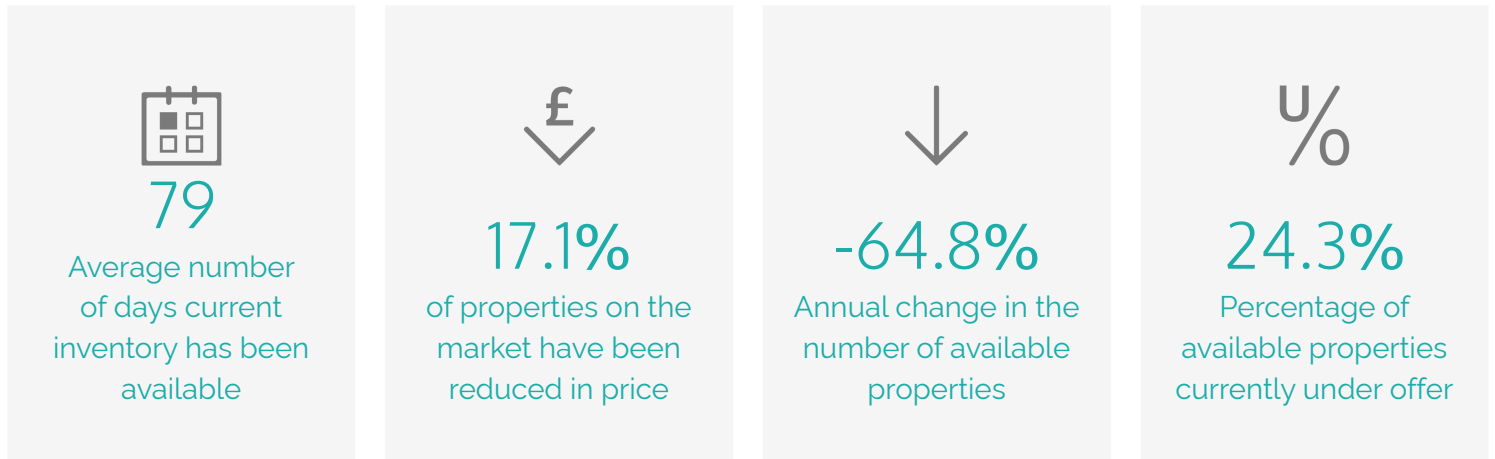 79
Average number
of days current
inventory has been
available
£
17.1%
of properties on the
market have been
reduced in price
-64.8%
Annual change in the
number of available
properties
U/O
24.3%
Percentage of
available properties
currently under offer